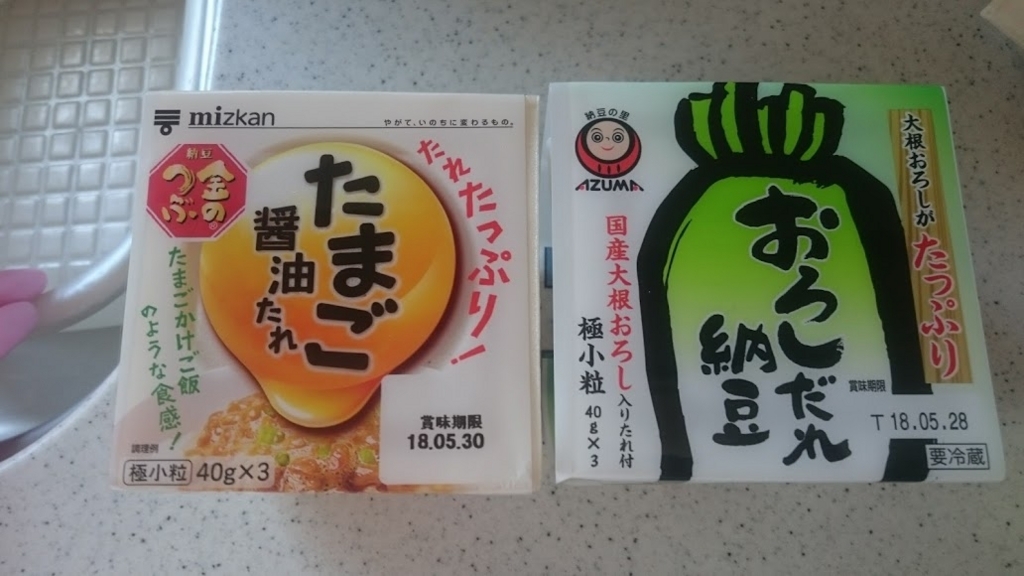 mizkan
やがて、いのちに変わるもの。
納豆
金の
つぶ®
たまご
醤油たれ
たれたっぷり!
たまごかけご飯
のような食感!
賞味期限
18.05.30
調理例
極小粒 40g×3
納豆の里
AZUMA
大根おろしが たっぷり
おろしだれ
納豆
国産大根おろし入りたれ付
極小粒 40g×3
賞味期限
T 18.05.28
要冷蔵